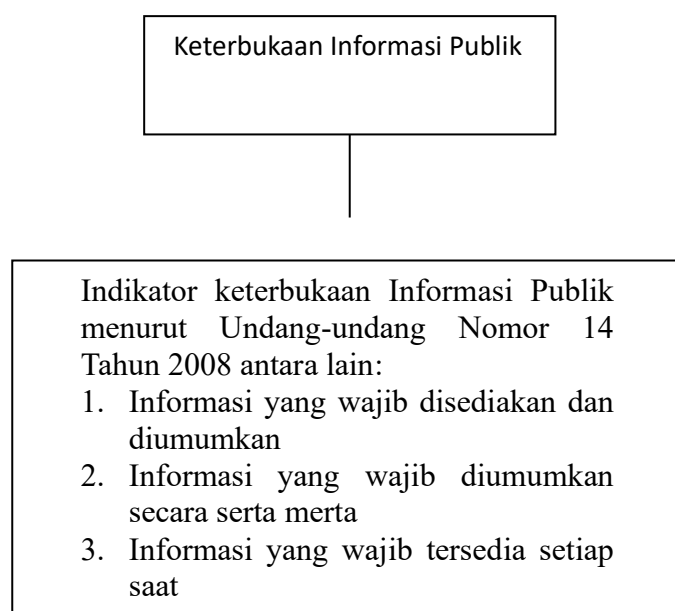 Keterbukaan Informasi Publik
Indikator keterbukaan Informasi Publik
menurut Undang-undang Nomor 14
Tahun 2008 antara lain:
1. Informasi yang wajib disediakan dan
diumumkan
2. Informasi yang wajib diumumkan
secara serta merta
3. Informasi yang wajib tersedia setiap
saat